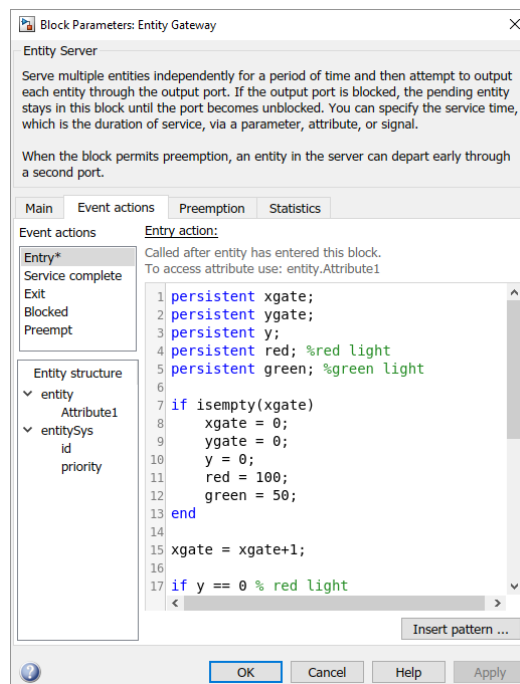 Block Parameters: Entity Gateway
Entity Server
Serve multiple entities independently for a period of time and then attempt to output
each entity through the output port. If the output port is blocked, the pending entity
stays in this block until the port becomes unblocked. You can specify the service time,
which is the duration of service, via a parameter, attribute, or signal.
When the block permits preemption, an entity in the server can depart early through
a second port.
Main Event actions Preemption Statistics
Event actions
Entry*
Service complete
Exit
Blocked
Preempt
Entity structure
entity
Attribute1
entitySys
id
priority
Entry action:
Called after entity has entered this block.
To access attribute use: entity.Attribute1
1 persistent xgate;
2 persistent ygate;
3 persistent y;
4 persistent red; %red light
5 persistent green; %green light
6
7 if isempty(xgate)
8 xgate = 0;
9 ygate = 0;
10 y = 0;
11 red = 100;
12 green = 50;
13 end
14
15 xgate = xgate+1;
16
17 if y == 0 % red light
Insert pattern ...
OK Cancel Help Apply